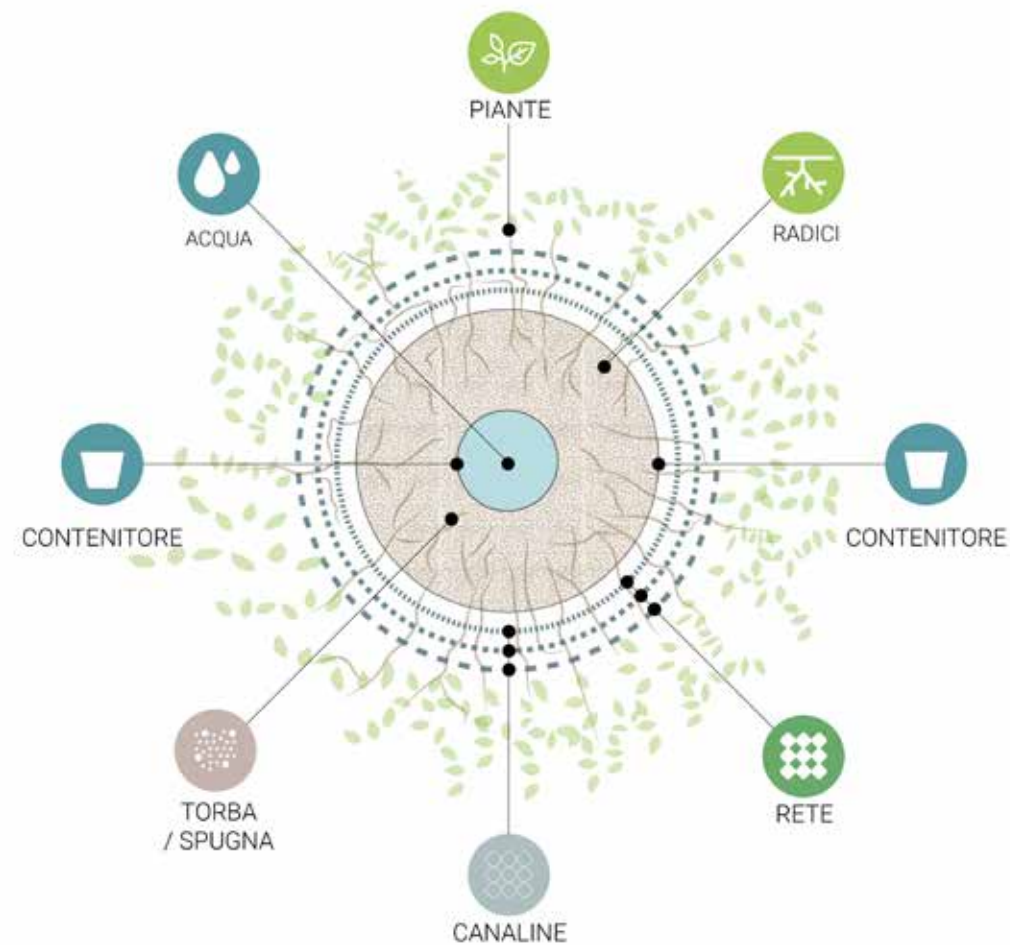 PIANTE
ACQUA
RADICI
CONTENITORE
CONTENITORE
TORBA
/ SPUGNA
RETE
CANALINE